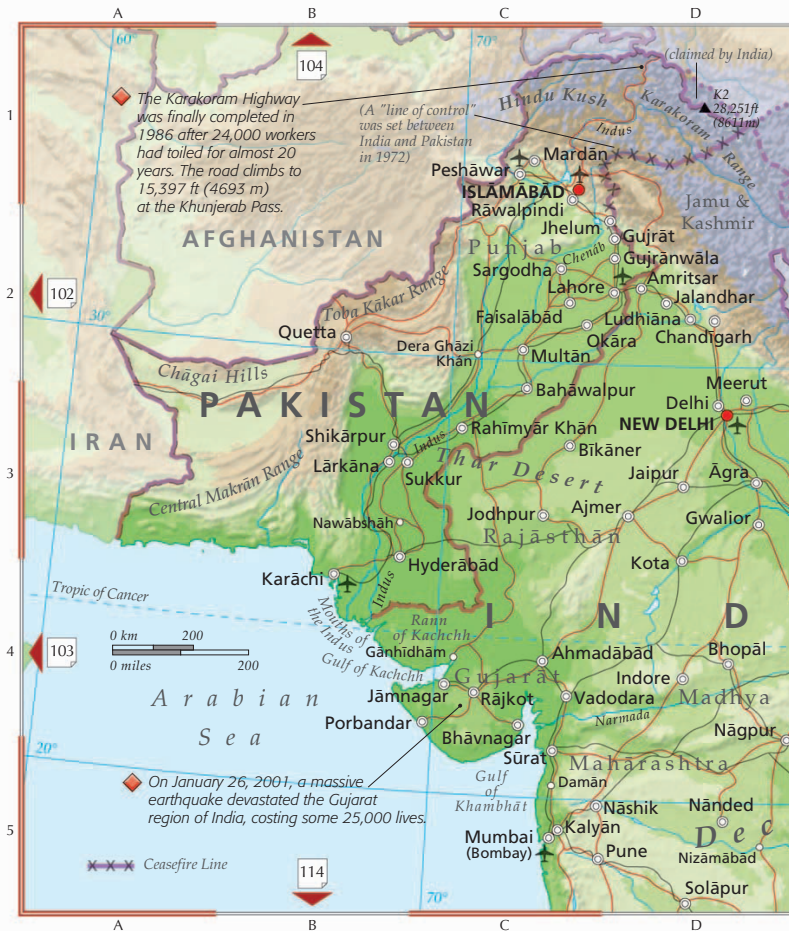 A B C D
60°
70°
104
(claimed by India)
K2
28,251ft
(8611m)
1
The Karakoram Highway
was finally completed in
1986 after 24,000 workers
had toiled for almost 20
years. The road climbs to
15,397 ft (4693 m)
at the Khunjerab Pass.
(A "line of control"
was set between
India and Pakistan
in 1972)
Hindu Kush
Karakoram
Range
Indus
Mardān
Peshāwar
ISLĀMĀBĀD
Rāwalpindi
Jamu &
Kashmir
Jhelum
Gujrāt
AFGHANISTAN
Punjab
Chenāb
Gujrānwāla
Sargodha
Amritsar
2
102
Lahore
Jalandhar
Toba Kākar Range
30°
Faisalābād
Ludhiāna
Quetta
Okāra
Chandīgarh
Dera Ghāzi
Khān
Multān
Chāgai Hills
Bahāwalpur
Meerut
PAKISTAN
Delhi
NEW DELHI
IRAN
Shikārpur
Indus
Rahīmyār Khān
Bīkāner
3
Lārkāna
Sukkur
Thar Desert
Jaipur
Āgra
Central Makrān Range
Nawābshāh
Jodhpur
Ajmer
Gwalior
Rājasthān
Hyderābād
Kota
Karāchi
Indus
Tropic of Cancer
Mouths of
the Indus
Rann
of Kachchh
IND
4
103
0 km 200
0 miles 200
Gānhīdhām
Ahmadābād
Bhopāl
Gulf of Kachchh
Gujarāt
Indore
Arabian
Sea
Jāmnagar
Rājkot
Vadodara
Madhya
Porbandar
Narmada
Bhāvnagar
Nāgpur
20°
Sūrat
Mahārāshtra
On January 26, 2001, a massive
earthquake devastated the Gujarat
region of India, costing some 25,000 lives.
Gulf
of
Khambhāt
Damān
Nāshik
Nānded
5
Kalyān
Dec
Mumbai
(Bombay)
Pune
Nizāmābād
Ceasefire Line
114
70°
Solāpur
A B C D